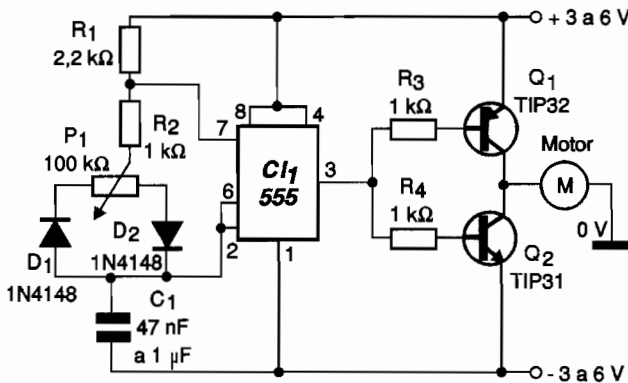 R1
2,2 kΩ
+ 3 a 6 V
R3
1 kΩ
Q1
TIP32
8
4
7
P1
100 kΩ
R2
1 kΩ
CI1
555
3
Motor
M
6
R4
1 kΩ
0 V
2
D2
1N4148
D1
1N4148
1
Q2
TIP31
C1
47 nF
a 1 µF
- 3 a 6 V